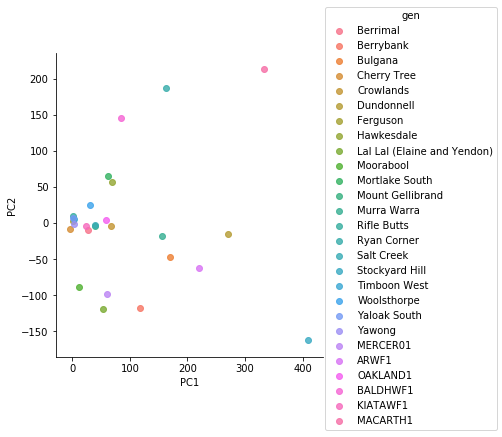 gen
Berrimal
Berrybank
Bulgana
Cherry Tree
Crowlands
Dundonnell
Ferguson
Hawkesdale
Lal Lal (Elaine and Yendon)
Moorabool
Mortlake South
Mount Gellibrand
Murra Warra
Rifle Butts
Ryan Corner
Salt Creek
Stockyard Hill
Timboon West
Woolsthorpe
Yaloak South
Yawong
MERCER01
ARWF1
OAKLAND1
BALDHWF1
KIATAWF1
MACARTH1
200
150
100
50
0
−50
−100
−150
PC2
0
100
200
300
400
PC1